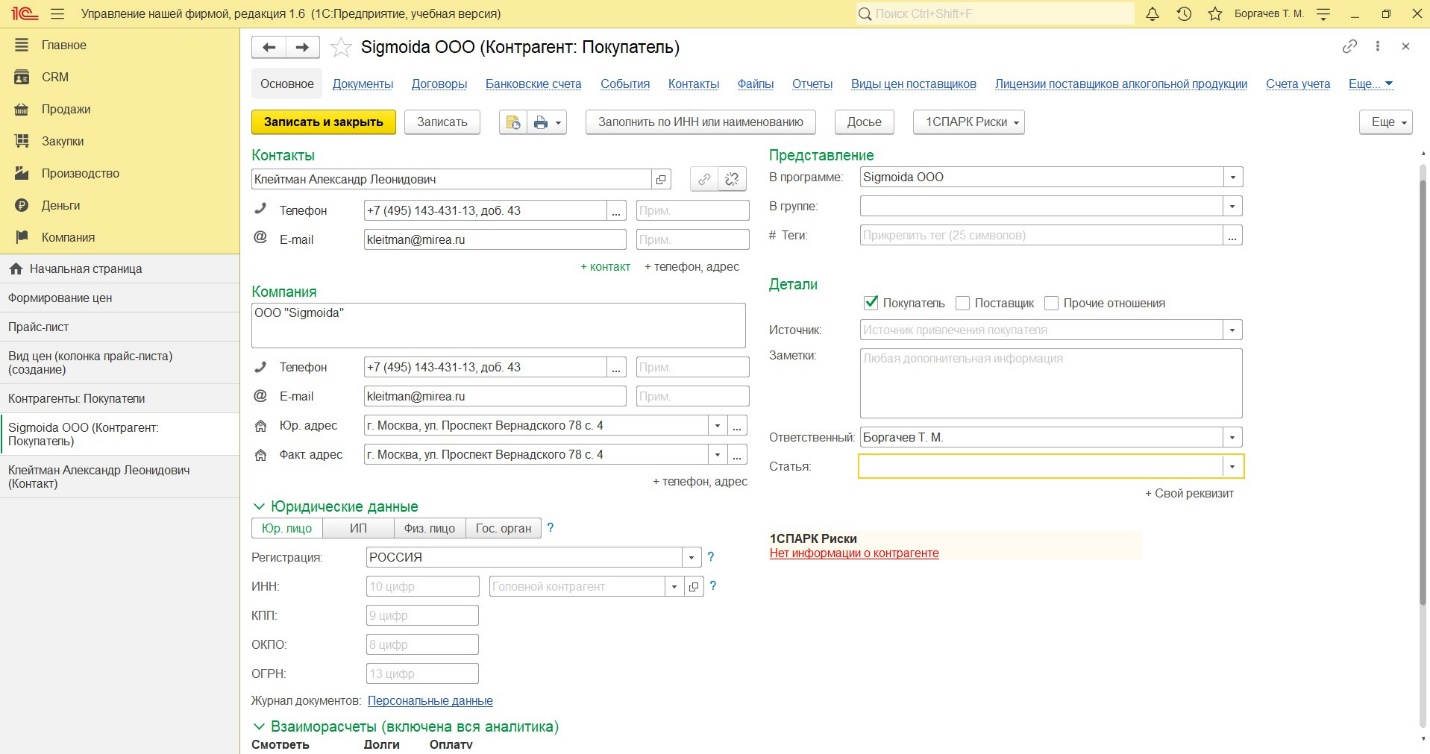 1С Управление нашей фирмой, редакция 1.6 (1С:Предприятие, учебная версия) Поиск Ctrl+Shift+F Боргачев Т. М.
Главное
CRM
Продажи
Закупки
Производство
Деньги
Компания
Начальная страница
Формирование цен
Прайс-лист
Вид цен (колонка прайс-листа)
(создание)
Контрагенты: Покупатели
Sigmoida ООО (Контрагент:
Покупатель)
Клейтман Александр Леонидович
(Контакт)
Sigmoida ООО (Контрагент: Покупатель)
Основное Документы Договоры Банковские счета События Контакты Файлы Отчеты Виды цен поставщиков Лицензии поставщиков алкогольной продукции Счета учета Еще...
Записать и закрыть Записать Заполнить по ИНН или наименованию Досье 1СПАРК Риски Еще
Контакты
Клейтман Александр Леонидович
Телефон +7 (495) 143-431-13, доб. 43 ... Прим.
@ E-mail kleitman@mirea.ru Прим.
+ контакт + телефон, адрес
Компания
ООО "Sigmoida"
Телефон +7 (495) 143-431-13, доб. 43 ... Прим.
@ E-mail kleitman@mirea.ru Прим.
Юр. адрес г. Москва, ул. Проспект Вернадского 78 с. 4 ...
Факт. адрес г. Москва, ул. Проспект Вернадского 78 с. 4 ...
+ телефон, адрес
Юридические данные
Юр. лицо ИП Физ. лицо Гос. орган ?
Регистрация: РОССИЯ ?
ИНН: 10 цифр Головной контрагент ?
КПП: 9 цифр
ОКПО: 8 цифр
ОГРН: 13 цифр
Журнал документов: Персональные данные
Взаиморасчеты (включена вся аналитика)
Смотреть Долги Оплату
Представление
В программе: Sigmoida ООО
В группе:
# Теги: Прикрепить тег (25 символов) ...
Детали
Покупатель Поставщик Прочие отношения
Источник: Источник привлечения покупателя
Заметки: Любая дополнительная информация
Ответственный: Боргачев Т. М.
Статья:
+ Свой реквизит
1СПАРК Риски
Нет информации о контрагенте